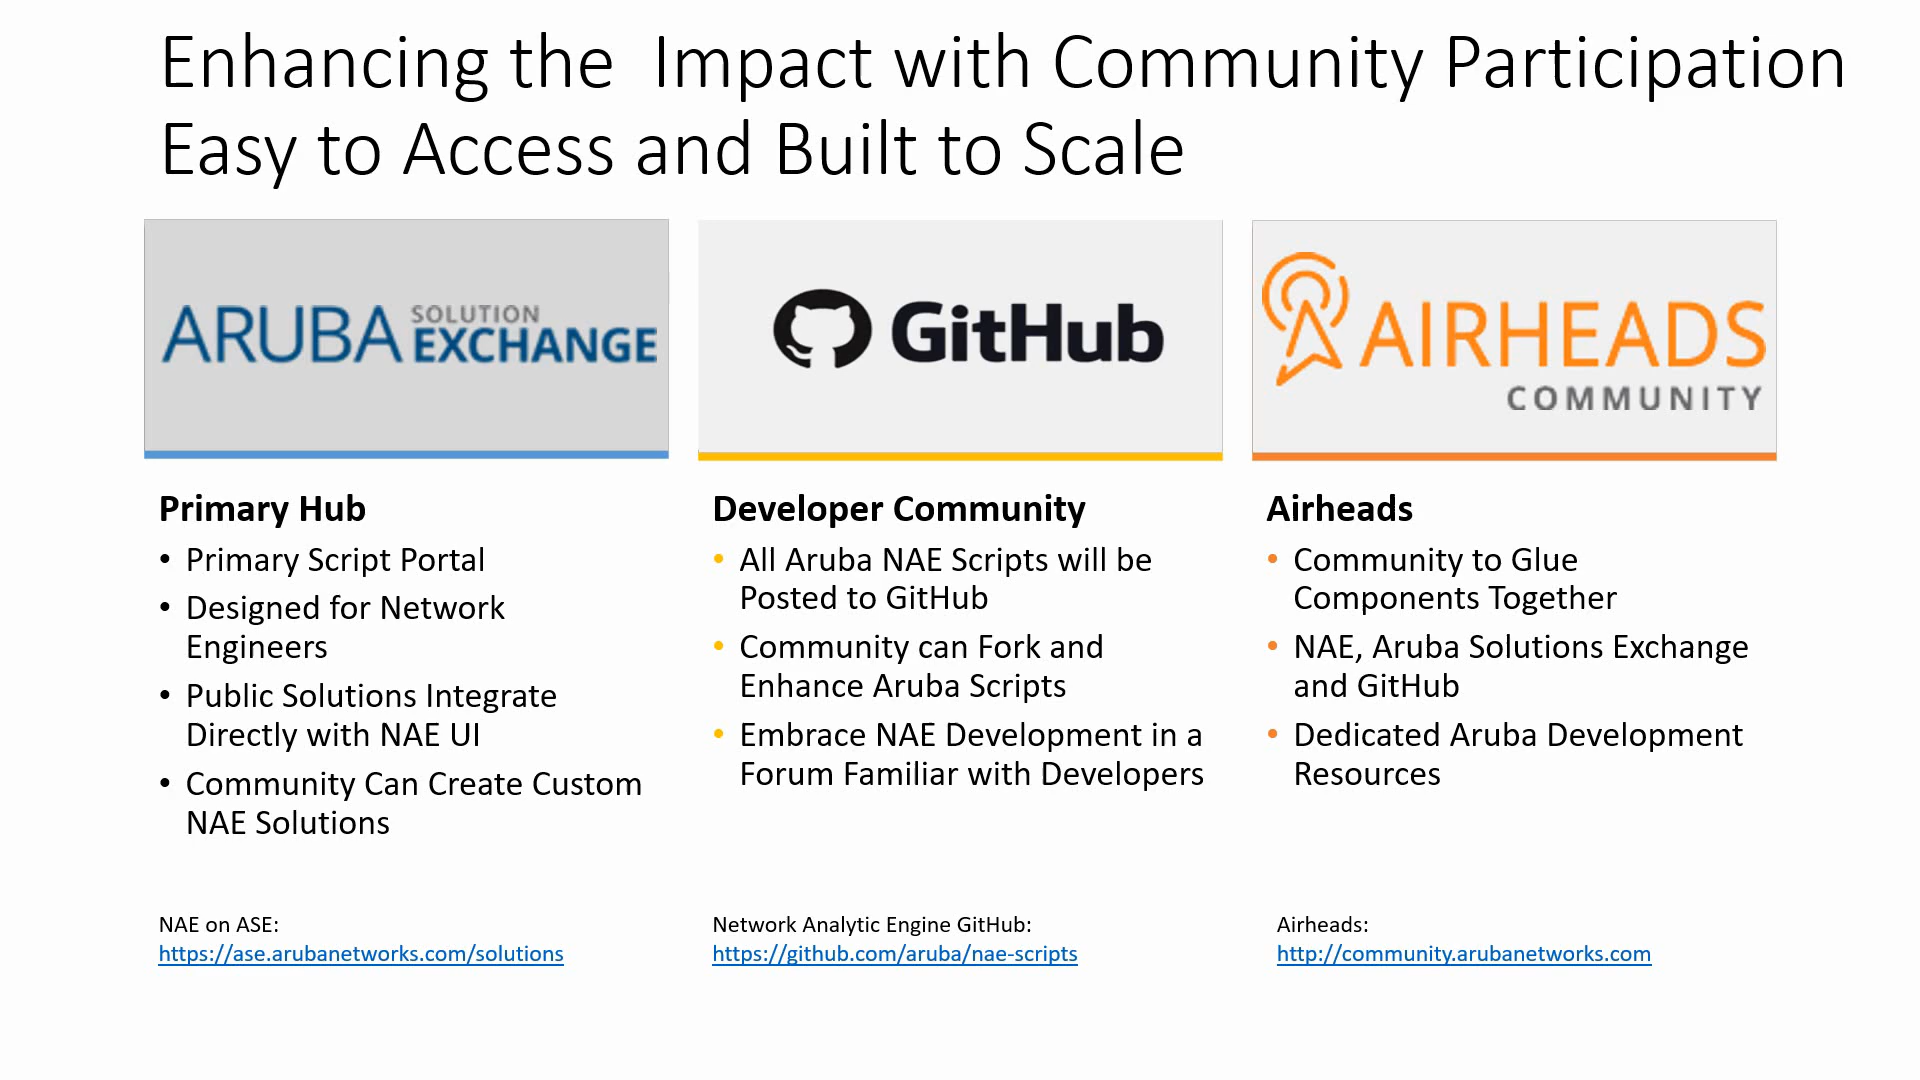 Enhancing the  Impact with Community Participation
Easy to Access and Built to Scale
ARUBA SOLUTION EXCHANGE
GitHub
AIRHEADS
COMMUNITY
Primary Hub
• Primary Script Portal
• Designed for Network
Engineers
• Public Solutions Integrate
Directly with NAE UI
• Community Can Create Custom
NAE Solutions
NAE on ASE:
https://ase.arubanetworks.com/solutions
Developer Community
• All Aruba NAE Scripts will be
Posted to GitHub
• Community can Fork and
Enhance Aruba Scripts
• Embrace NAE Development in a
Forum Familiar with Developers
Network Analytic Engine GitHub:
https://github.com/aruba/nae-scripts
Airheads
• Community to Glue
Components Together
• NAE, Aruba Solutions Exchange
and GitHub
• Dedicated Aruba Development
Resources
Airheads:
http://community.arubanetworks.com